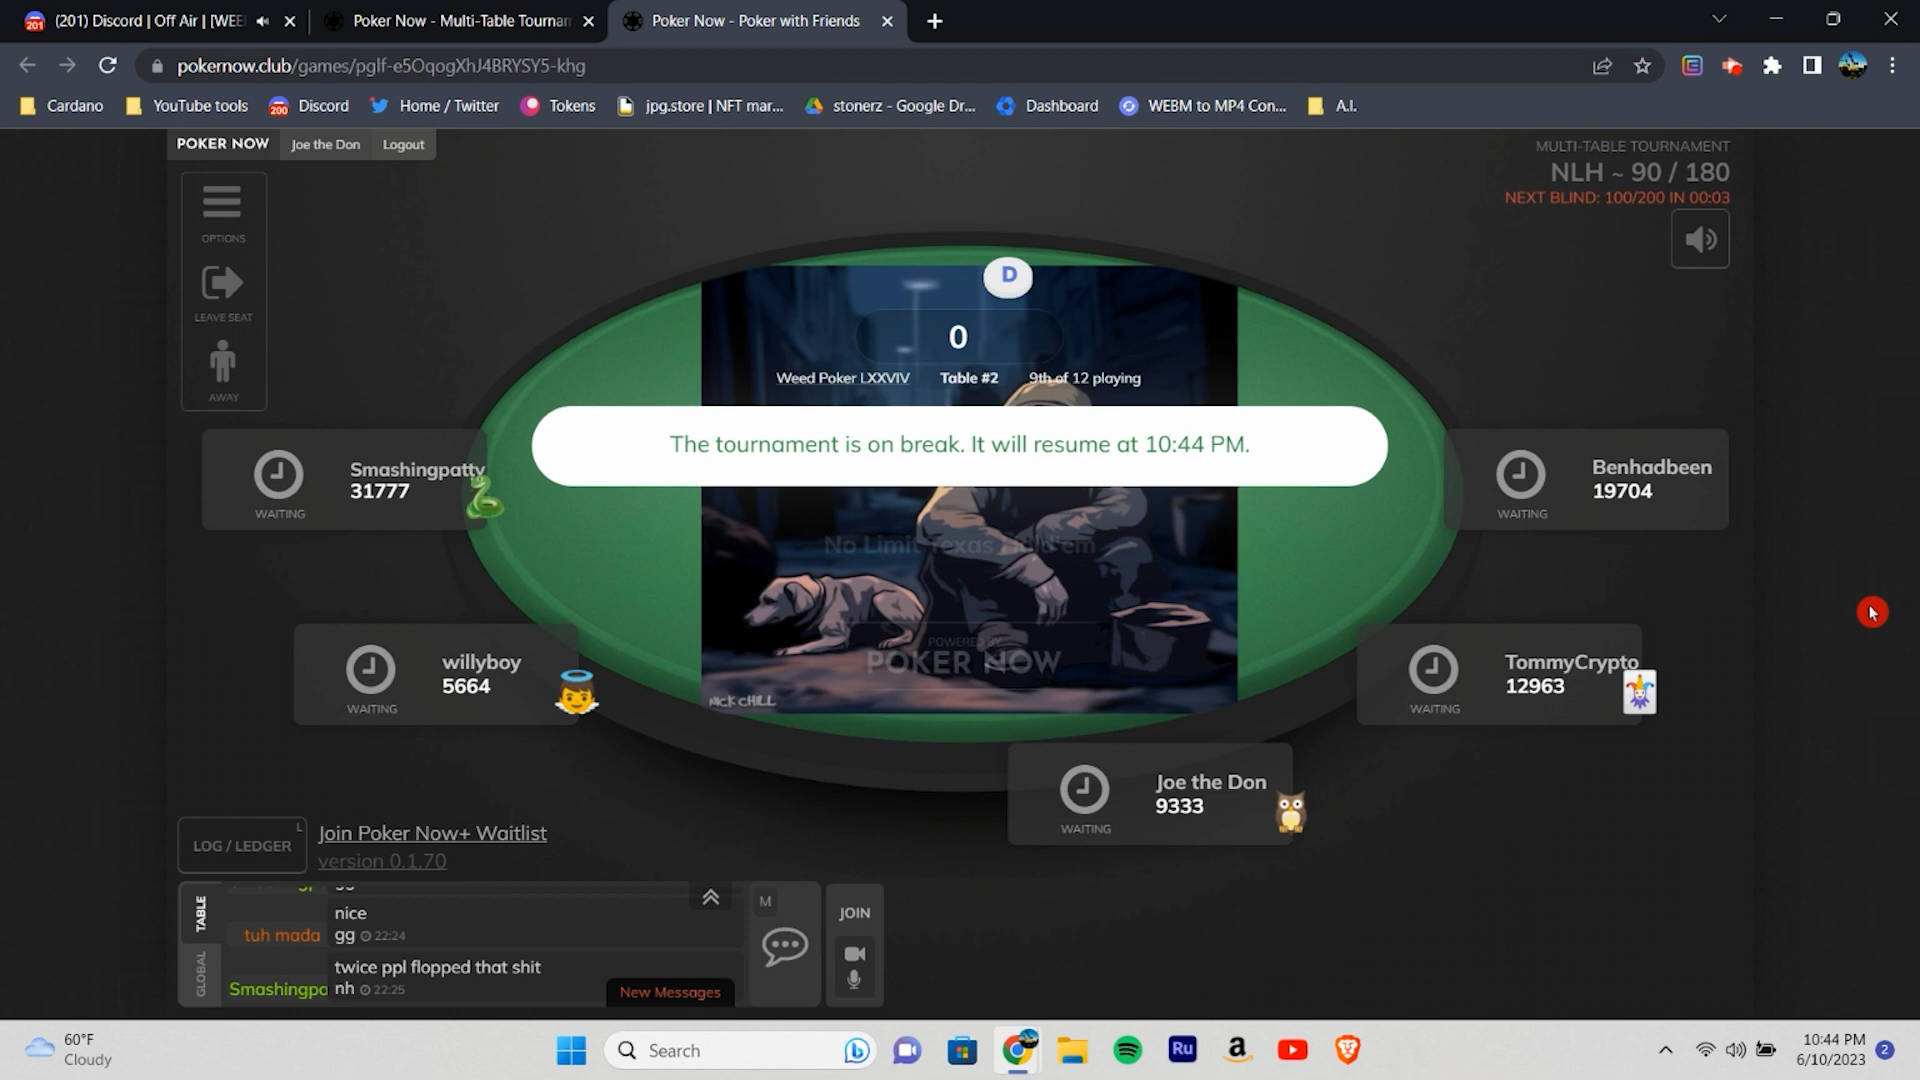 (201) Discord | Off Air | [WEE
Poker Now - Multi-Table Tournam
Poker Now - Poker with Friends
pokernow.club/games/pglf-e5OqogXhJ4BRYSY5-khg
Cardano
YouTube tools
Discord
Home / Twitter
Tokens
jpg.store | NFT mar...
stonerz - Google Dr...
Dashboard
WEBM to MP4 Con...
A.I.
POKER NOW
Joe the Don
Logout
MULTI-TABLE TOURNAMENT
NLH ~ 90 / 180
NEXT BLIND: 100/200 IN 00:03
OPTIONS
LEAVE SEAT
AWAY
D
0
Weed Poker LXXVIV
Table #2
9th of 12 playing
The tournament is on break. It will resume at 10:44 PM.
Smashingpatty
31777
WAITING
Benhadbeen
19704
WAITING
No Limit Texas Hold'em
POWERED BY
POKER NOW
NICK CHILL
willyboy
5664
WAITING
TommyCrypto
12963
WAITING
Joe the Don
9333
WAITING
LOG / LEDGER
L
Join Poker Now+ Waitlist
version 0.1.70
TABLE
GLOBAL
nice
tuh mada
gg 22:24
twice ppl flopped that shit
Smashingpa
nh 22:25
New Messages
M
JOIN
60°F
Cloudy
Search
Ru
10:44 PM
6/10/2023
2